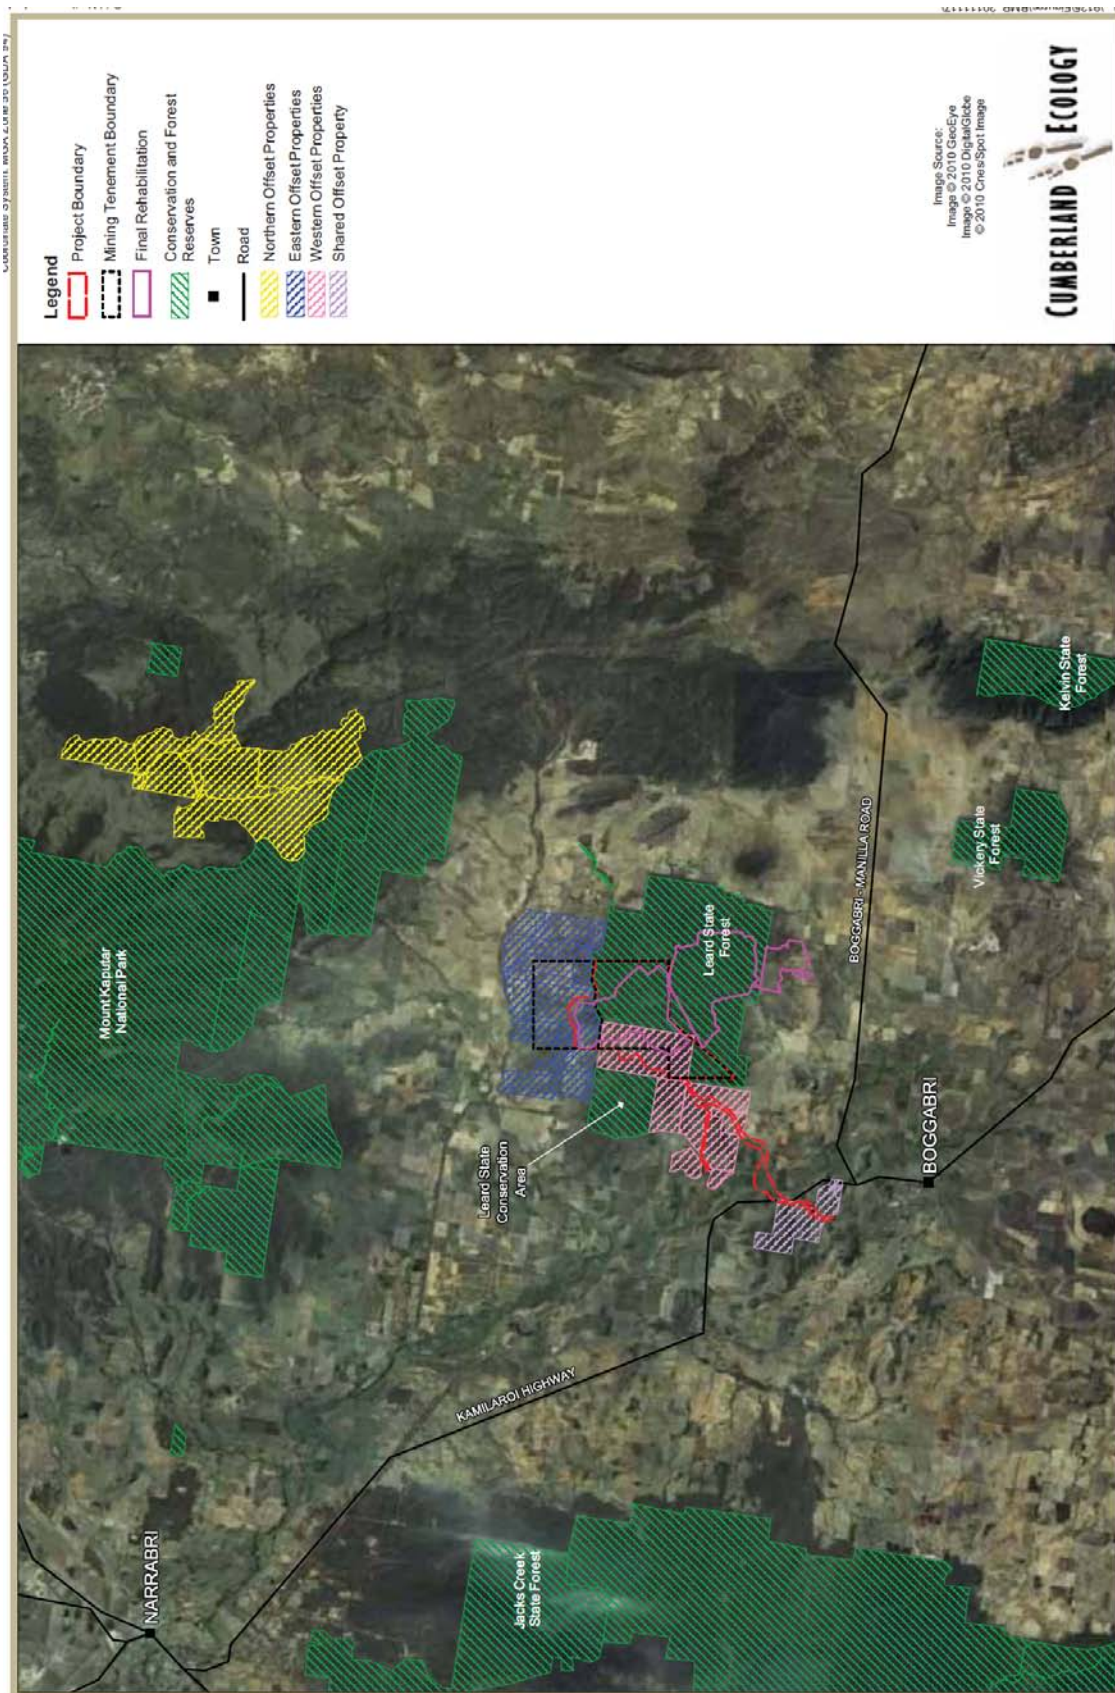 Legend
Project Boundary
Mining Tenement Boundary
Final Rehabilitation
Conservation and Forest
Reserves
Town
Road
Northern Offset Properties
Eastern Offset Properties
Western Offset Properties
Shared Offset Property
Image Source:
Image © 2010 GeoEye
Image © 2010 DigitalGlobe
© 2010 Cnes/Spot Image
CUMBERLAND ECOLOGY
NARRABRI
Mount Kaputar
National Park
KAMILAROI HIGHWAY
Jacks Creek
State Forest
Leard State
Conservation
Area
Leard State
Forest
BOGGABRI - MANILLA ROAD
BOGGABRI
Vickery State
Forest
Kelvin State
Forest